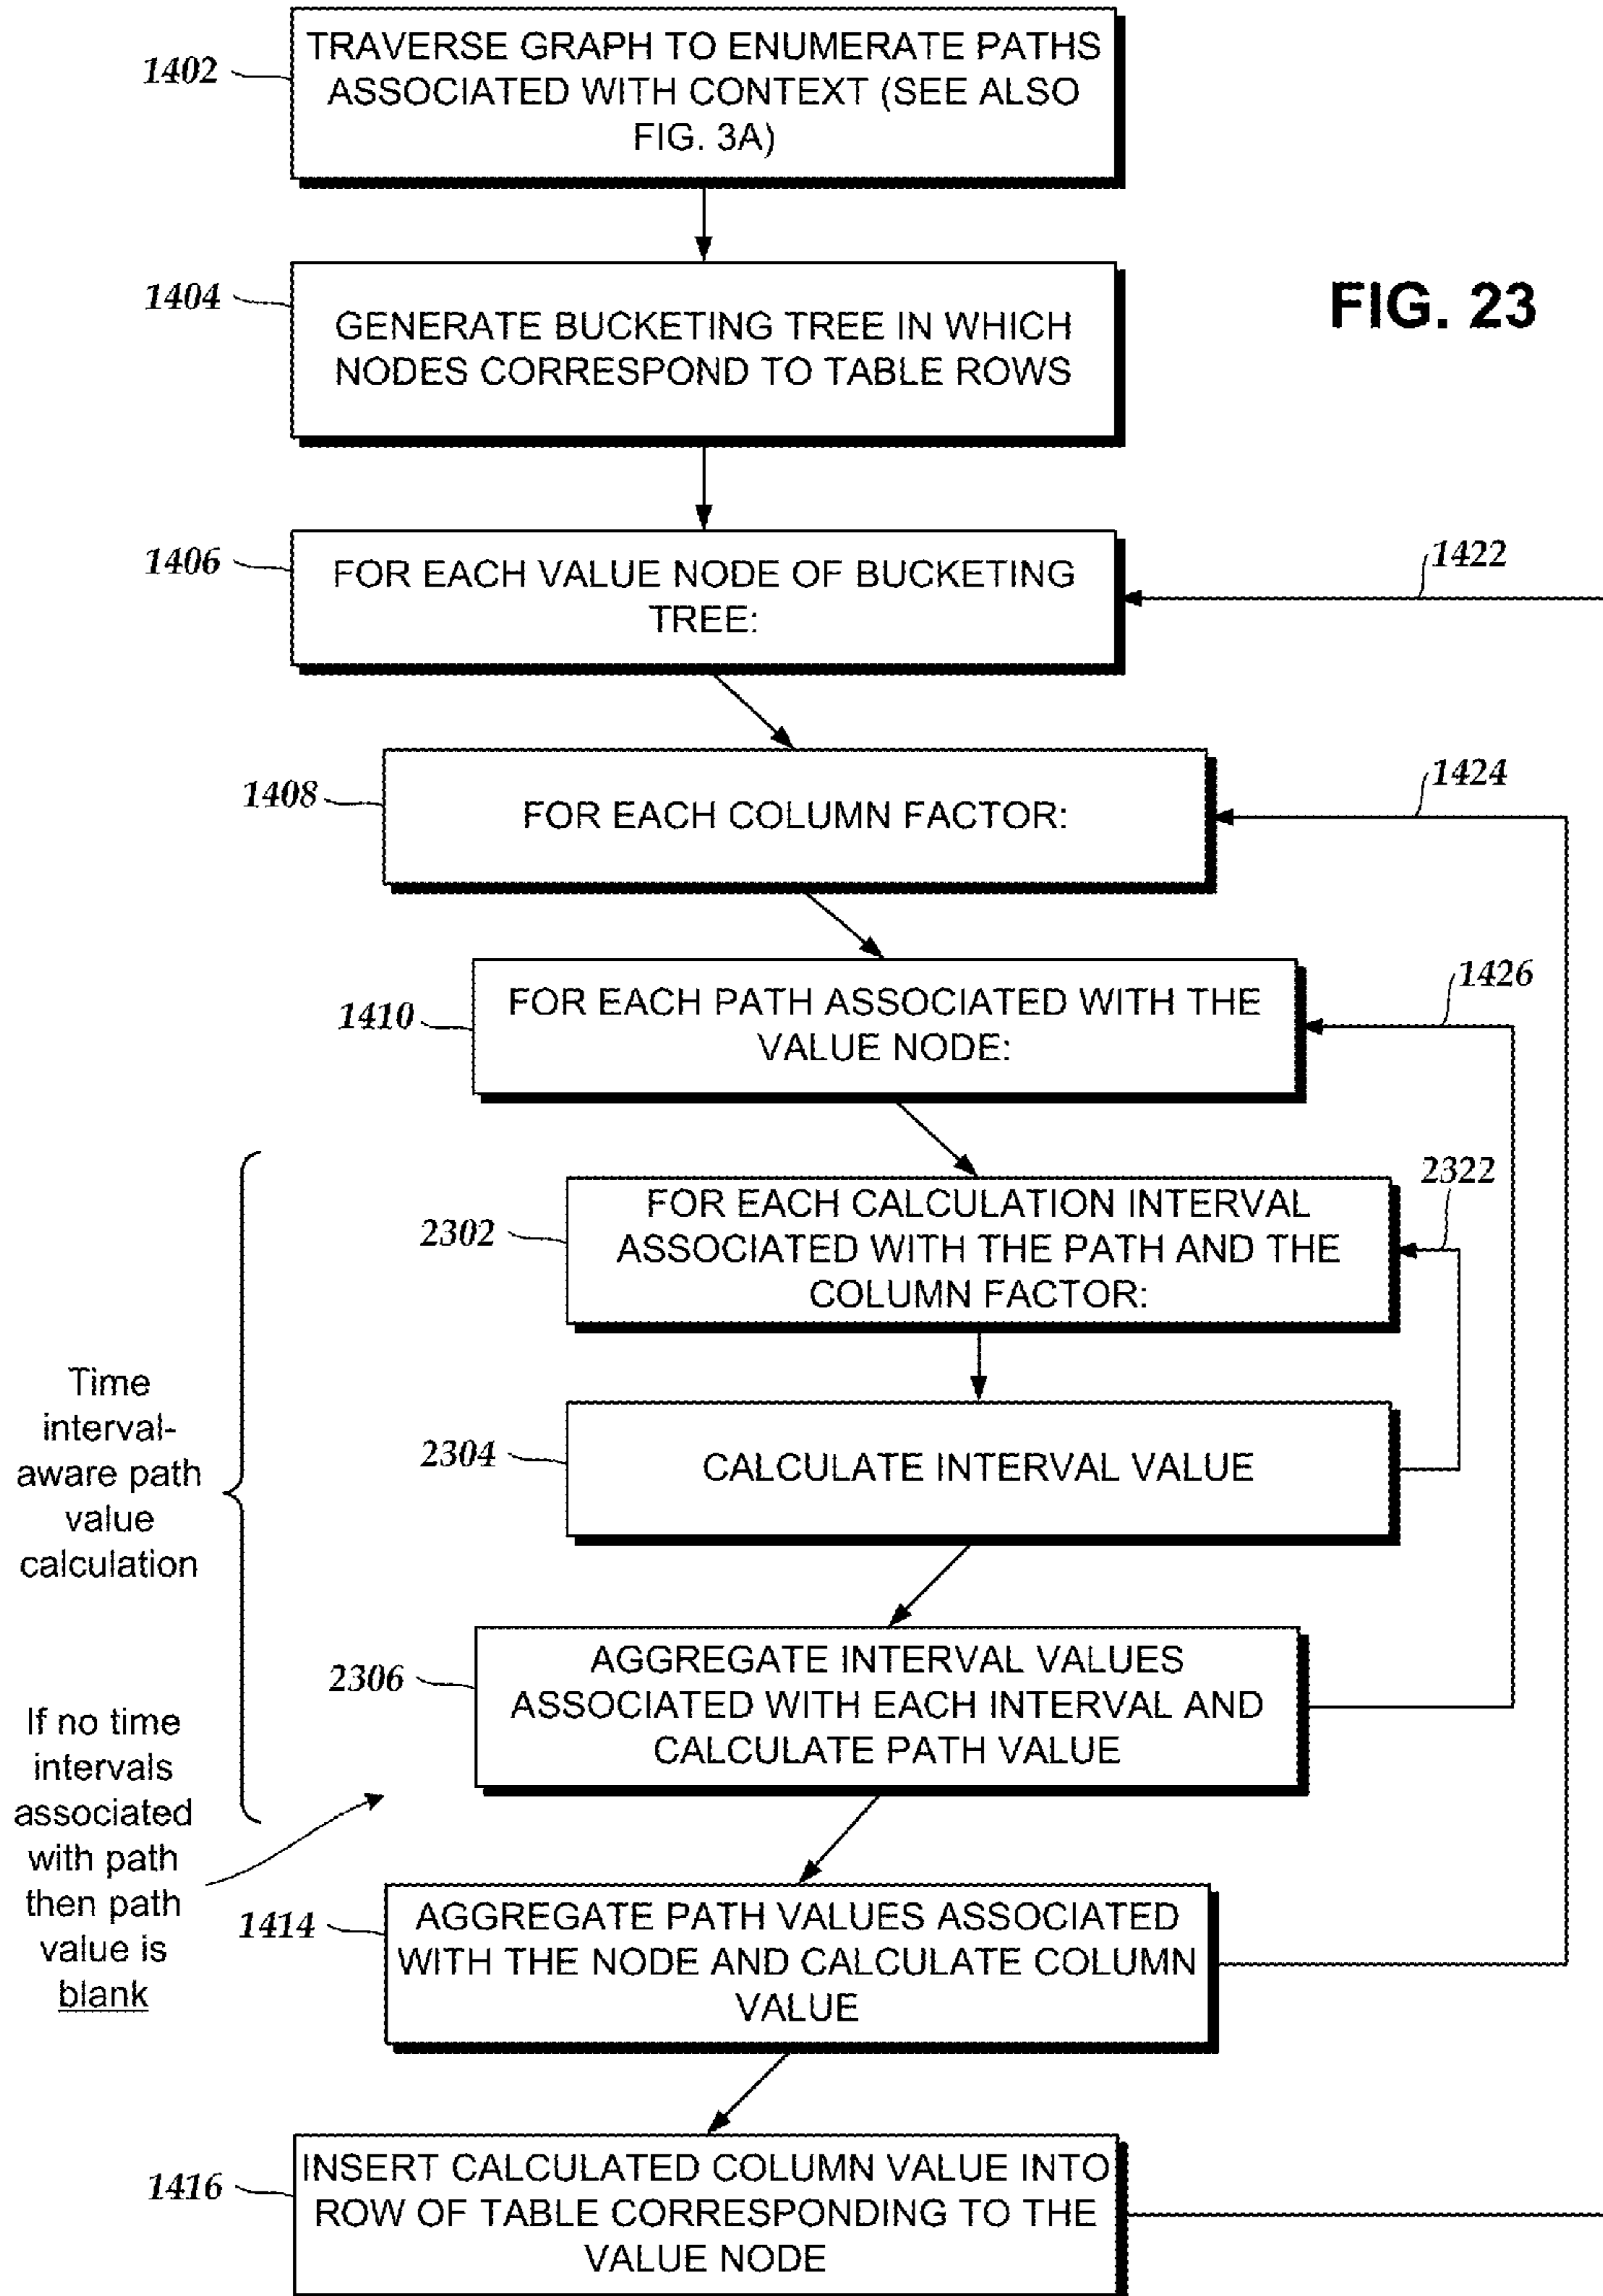 1402
TRAVERSE GRAPH TO ENUMERATE PATHS
ASSOCIATED WITH CONTEXT (SEE ALSO
FIG. 3A)
1404
GENERATE BUCKETING TREE IN WHICH
NODES CORRESPOND TO TABLE ROWS
FIG. 23
1406
FOR EACH VALUE NODE OF BUCKETING
TREE:
1422
1408
FOR EACH COLUMN FACTOR:
1424
1410
FOR EACH PATH ASSOCIATED WITH THE
VALUE NODE:
1426
2302
FOR EACH CALCULATION INTERVAL
ASSOCIATED WITH THE PATH AND THE
COLUMN FACTOR:
2322
Time
interval-
aware path
value
calculation
2304
CALCULATE INTERVAL VALUE
2306
AGGREGATE INTERVAL VALUES
ASSOCIATED WITH EACH INTERVAL AND
CALCULATE PATH VALUE
If no time
intervals
associated
with path
then path
value is
blank
1414
AGGREGATE PATH VALUES ASSOCIATED
WITH THE NODE AND CALCULATE COLUMN
VALUE
1416
INSERT CALCULATED COLUMN VALUE INTO
ROW OF TABLE CORRESPONDING TO THE
VALUE NODE